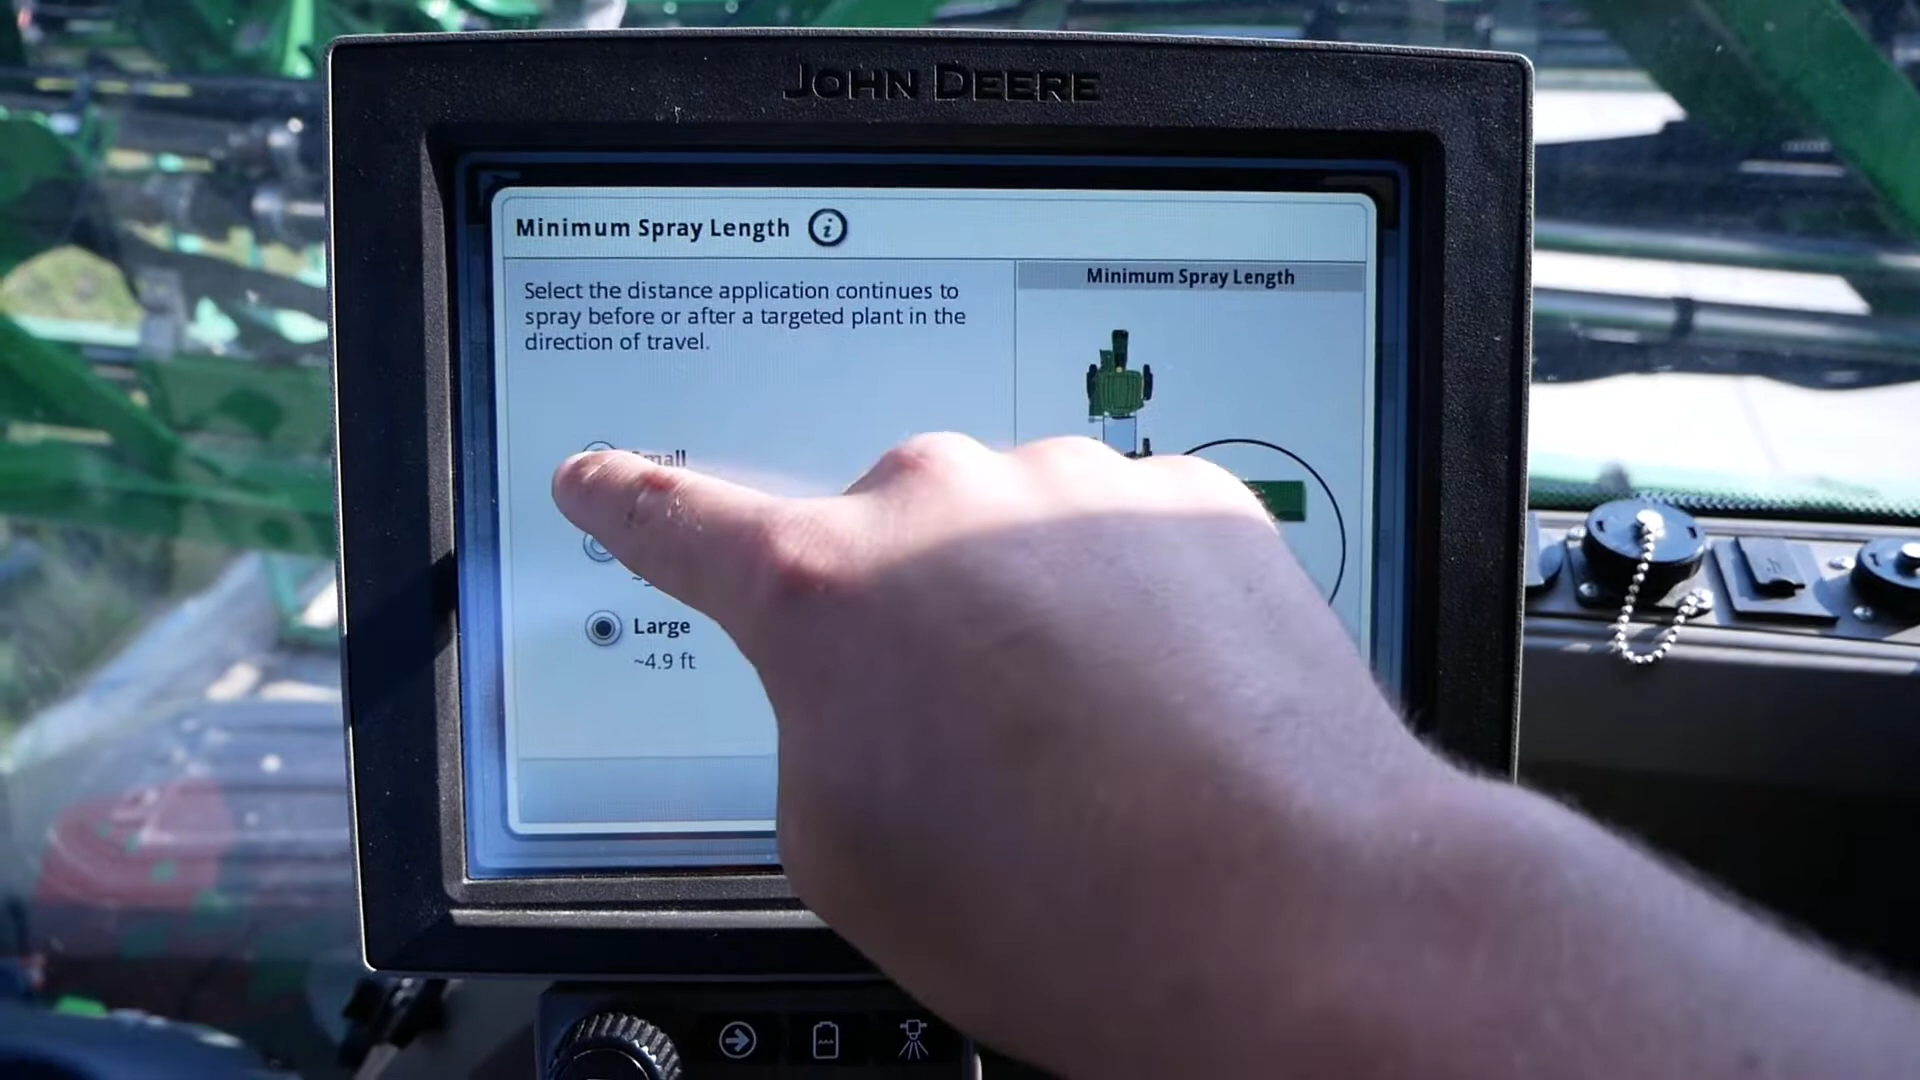 JOHN DEERE
Minimum Spray Length
Select the distance application continues to
spray before or after a targeted plant in the
direction of travel.
Small
Large
~4.9 ft
Minimum Spray Length